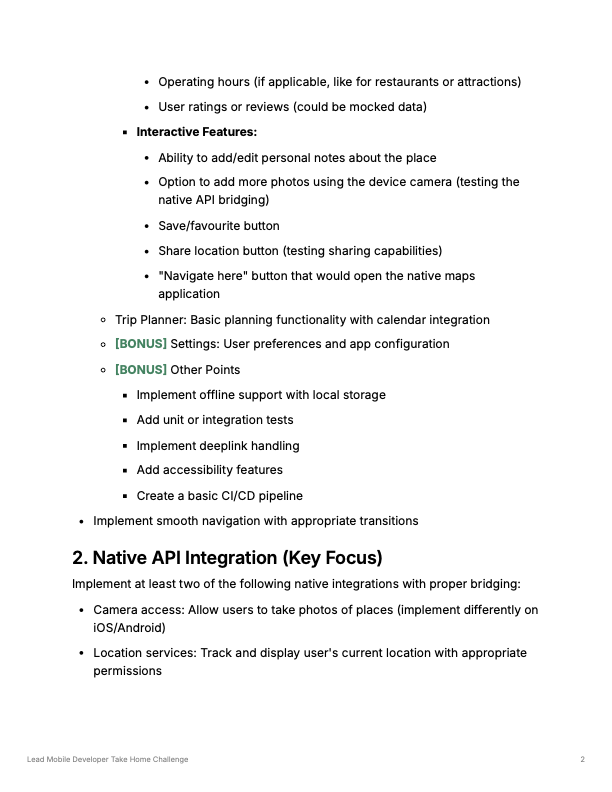 • Operating hours (if applicable, like for restaurants or attractions)
• User ratings or reviews (could be mocked data)
▪ Interactive Features:
• Ability to add/edit personal notes about the place
• Option to add more photos using the device camera (testing the
native API bridging)
• Save/favourite button
• Share location button (testing sharing capabilities)
• "Navigate here" button that would open the native maps
application
◦ Trip Planner: Basic planning functionality with calendar integration
◦ [BONUS] Settings: User preferences and app configuration
◦ [BONUS] Other Points
▪ Implement offline support with local storage
▪ Add unit or integration tests
▪ Implement deeplink handling
▪ Add accessibility features
▪ Create a basic CI/CD pipeline
• Implement smooth navigation with appropriate transitions
2. Native API Integration (Key Focus)
Implement at least two of the following native integrations with proper bridging:
• Camera access: Allow users to take photos of places (implement differently on
iOS/Android)
• Location services: Track and display user's current location with appropriate
permissions
Lead Mobile Developer Take Home Challenge 2